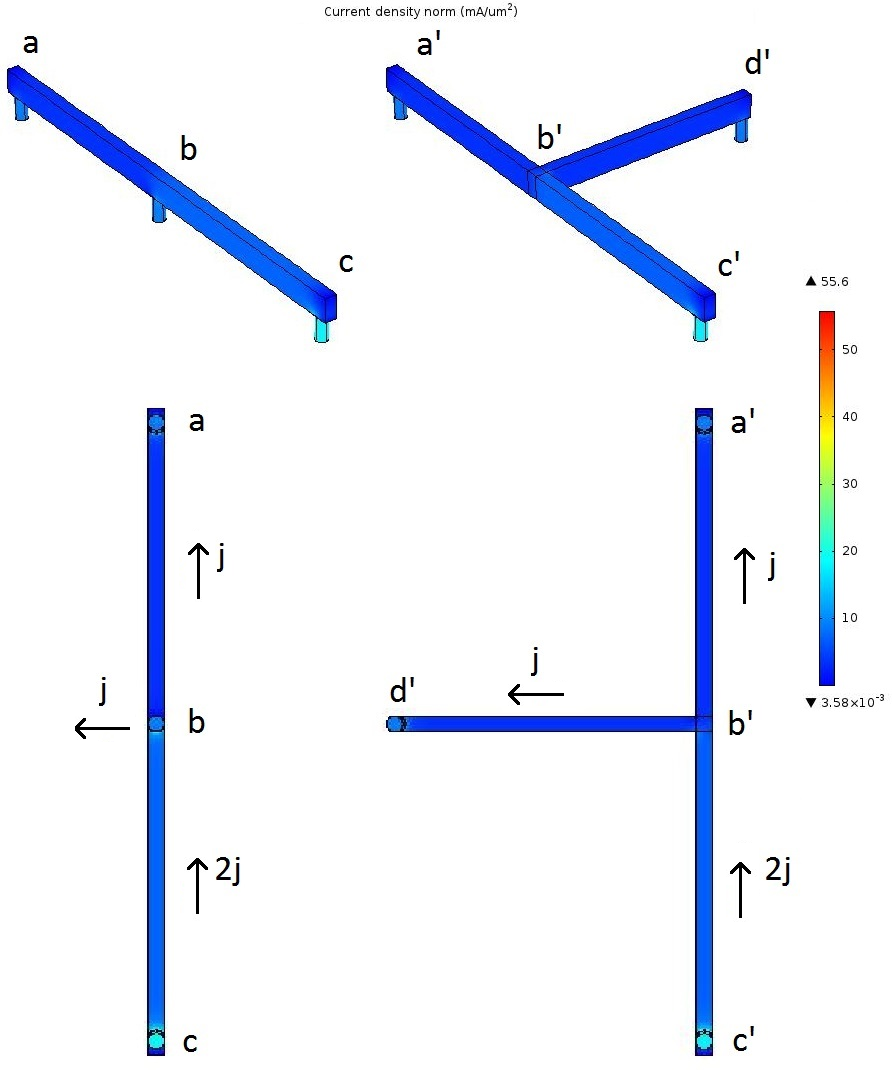 Current density norm (mA/um²)
a
a'
d'
b
b'
c
c'
▲ 55.6
50
40
30
20
10
▼ 3.58×10⁻³
a
a'
j
j
j
d'
j
b
b'
2j
2j
c
c'